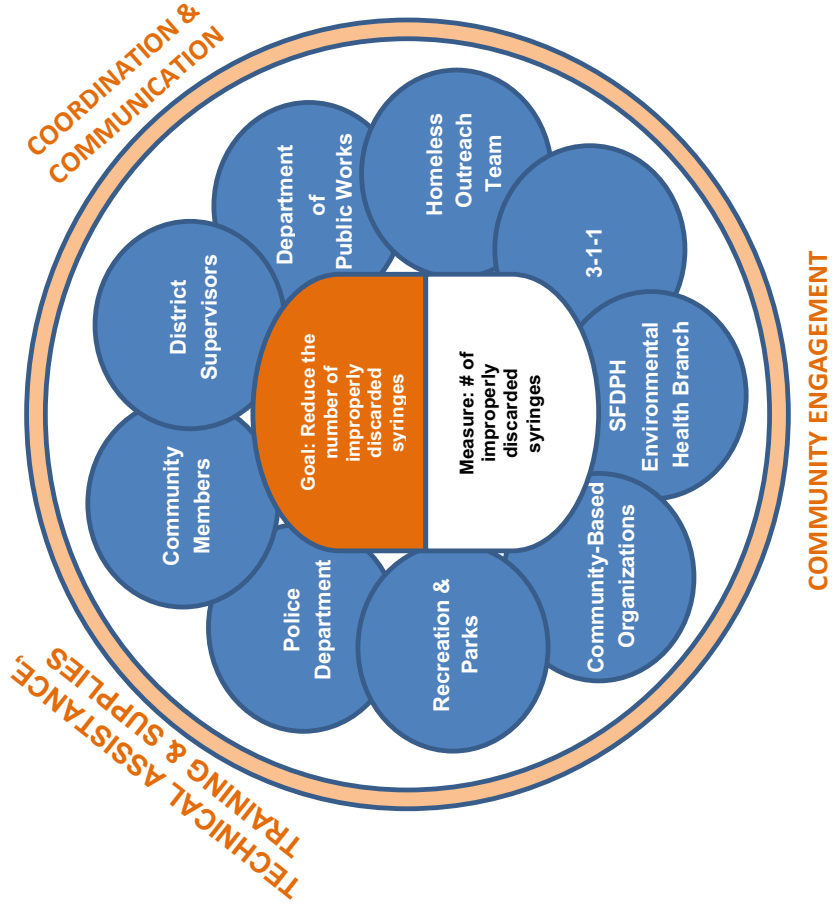 COORDINATION &
COMMUNICATION
TECHNICAL ASSISTANCE,
TRAINING & SUPPLIES
COMMUNITY ENGAGEMENT
Goal: Reduce the
number of
improperly
discarded
syringes
Measure: # of
improperly
discarded
syringes
District
Supervisors
Department
of
Public Works
Homeless
Outreach
Team
3-1-1
SFDPH
Environmental
Health Branch
Community-Based
Organizations
Recreation &
Parks
Police
Department
Community
Members